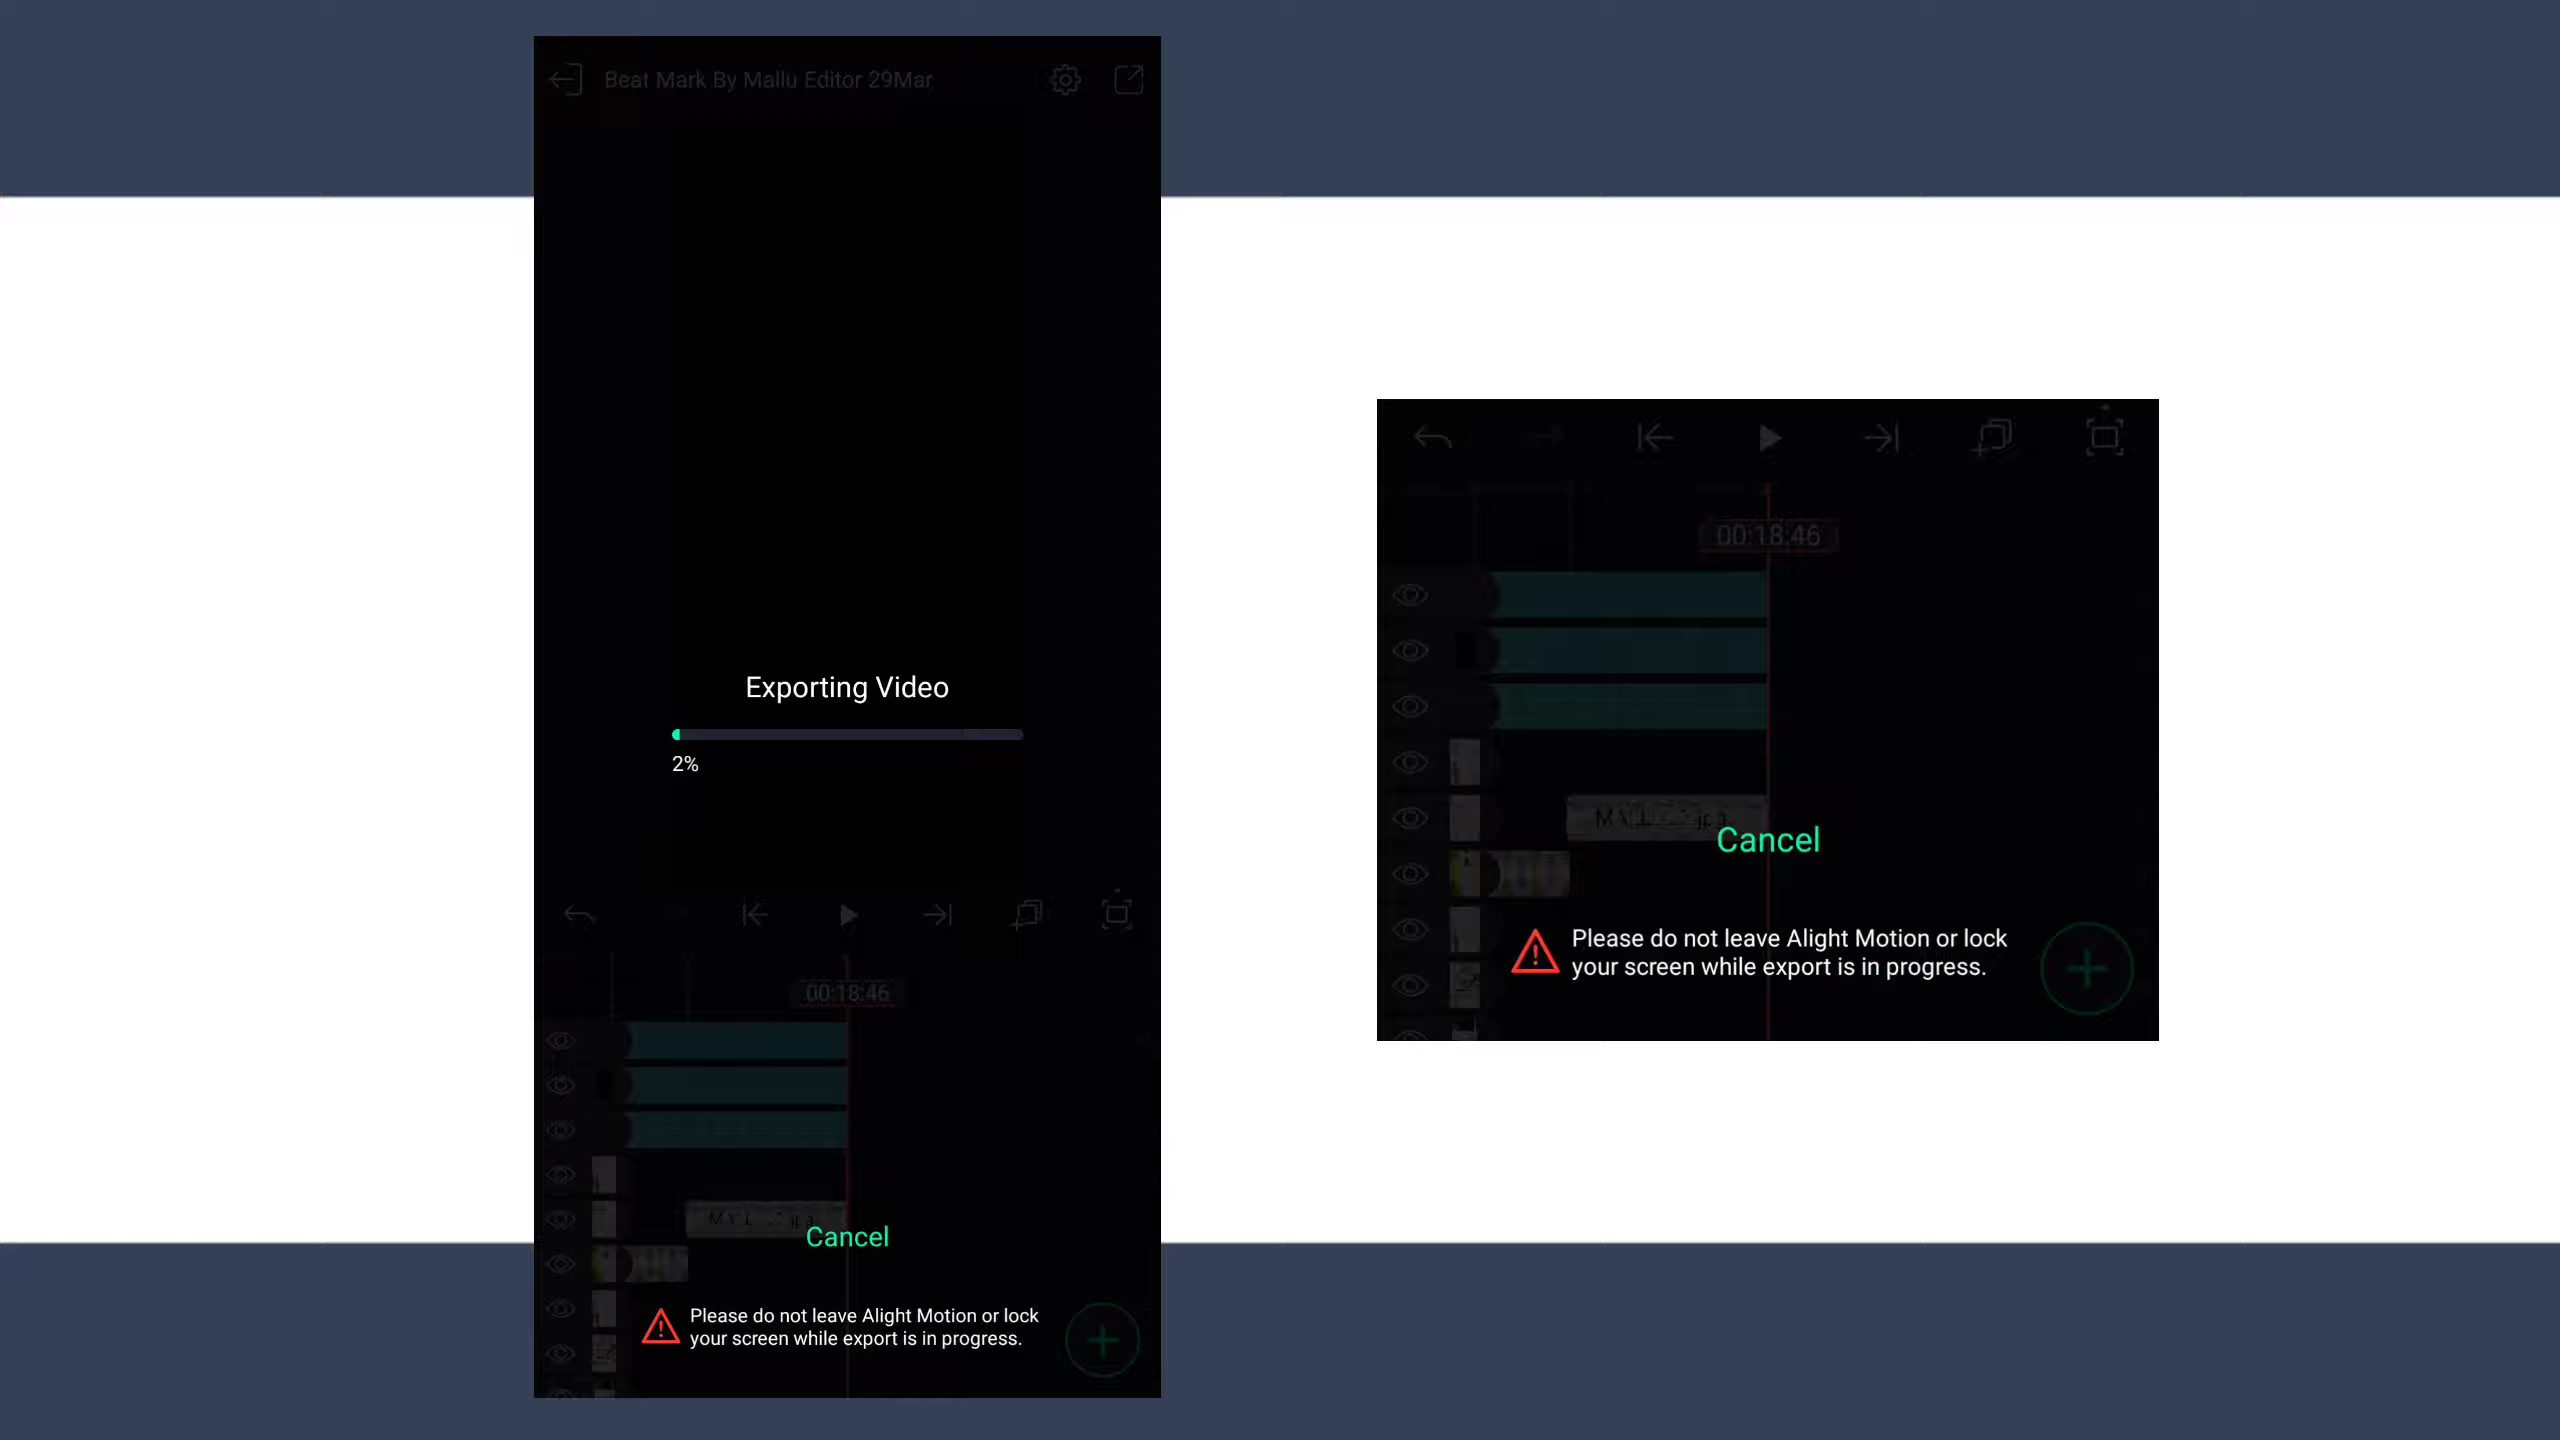 Beat Mark By Mallu Editor 29Mar
Exporting Video
2%
00:18:46
Cancel
Please do not leave Alight Motion or lock
your screen while export is in progress.
00:18:46
Cancel
Please do not leave Alight Motion or lock
your screen while export is in progress.